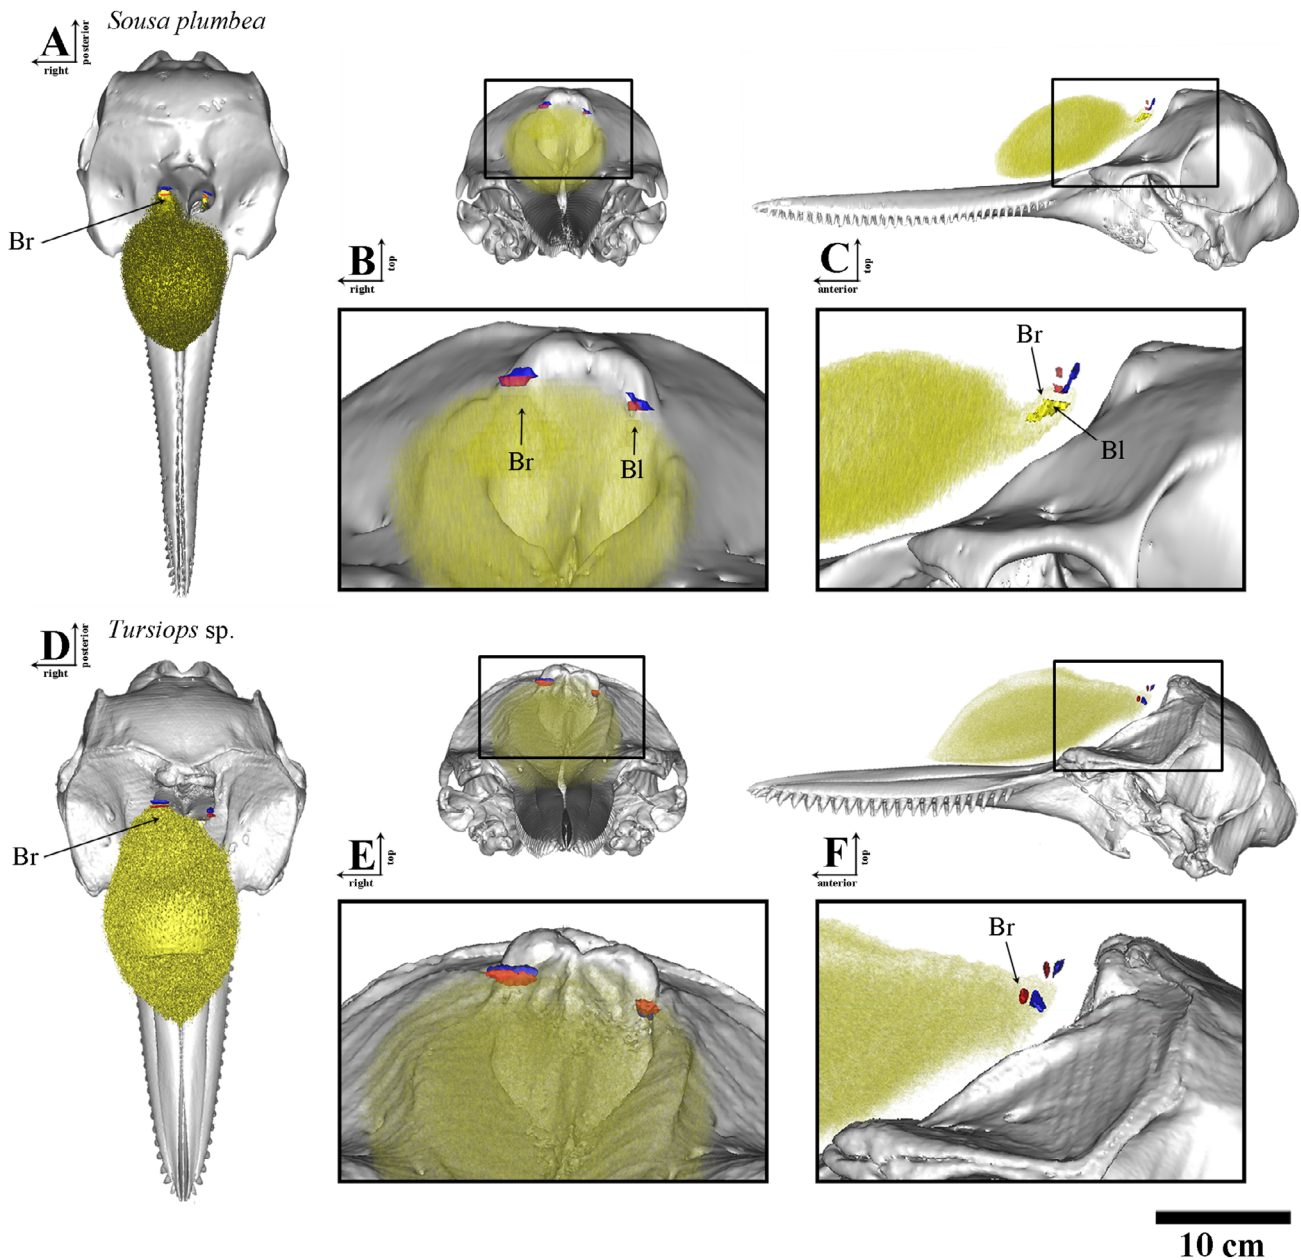 Sousa plumbea
A
posterior
right
Br
B
top
right
C
top
anterior
Br
Bl
Br
Bl
Tursiops sp.
D
posterior
right
Br
E
top
right
F
top
anterior
Br
10 cm